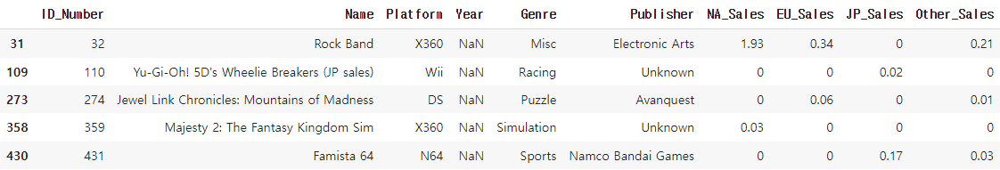 ID_Number Name Platform Year Genre Publisher NA_Sales EU_Sales JP_Sales Other_Sales
31 32 Rock Band X360 NaN Misc Electronic Arts 1.93 0.34 0 0.21
109 110 Yu-Gi-Oh! 5D's Wheelie Breakers (JP sales) Wii NaN Racing Unknown 0 0 0.02 0
273 274 Jewel Link Chronicles: Mountains of Madness DS NaN Puzzle Avanquest 0 0.06 0 0.01
358 359 Majesty 2: The Fantasy Kingdom Sim X360 NaN Simulation Unknown 0.03 0 0 0
430 431 Famista 64 N64 NaN Sports Namco Bandai Games 0 0 0.17 0.03